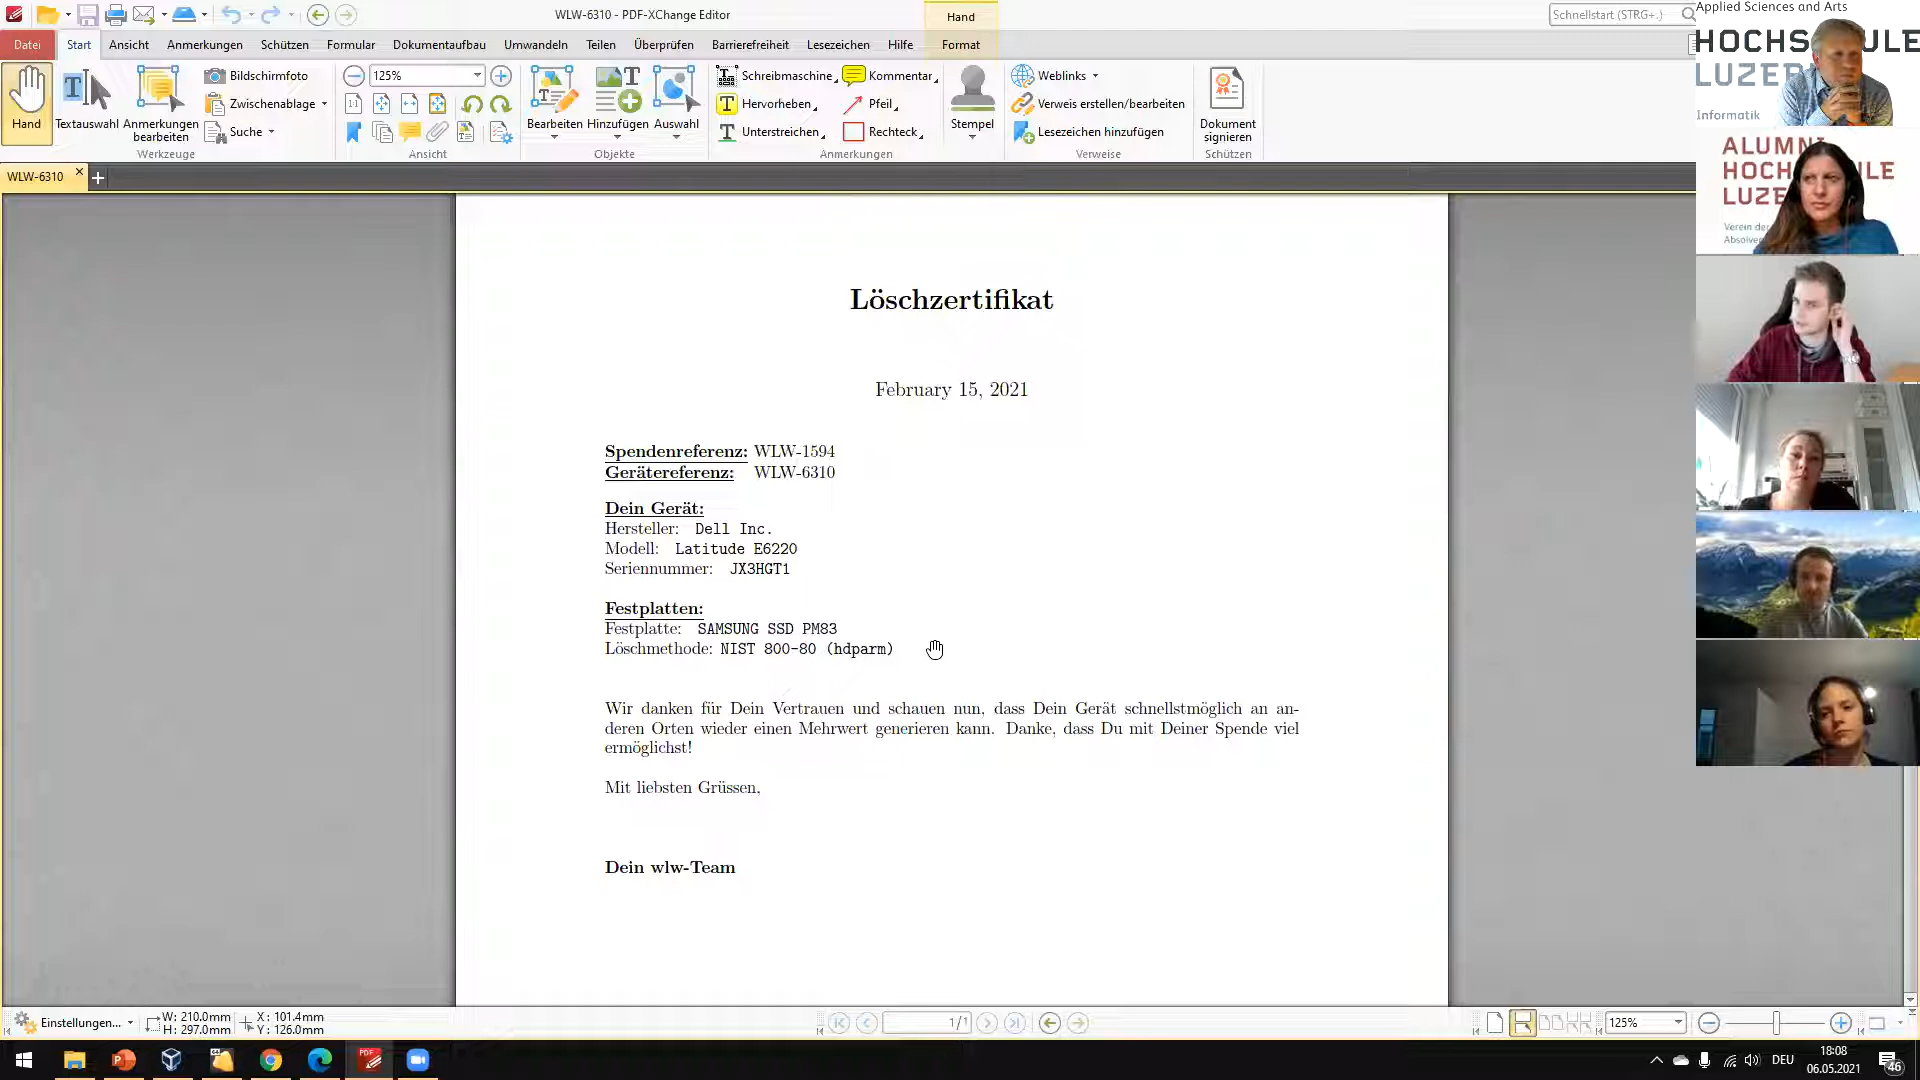 WLW-6310 - PDF-XChange Editor
Hand
Schnellstart (STRG+.)
Datei Start Ansicht Anmerkungen Schützen Formular Dokumentaufbau Umwandeln Teilen Überprüfen Barrierefreiheit Lesezeichen Hilfe Format
Hand
Textauswahl
Anmerkungen
bearbeiten
Bildschirmfoto
Zwischenablage
Suche
Werkzeuge
125%
Ansicht
Bearbeiten Hinzufügen Auswahl
Objekte
Schreibmaschine
Hervorheben
Unterstreichen
Kommentar
Pfeil
Rechteck
Anmerkungen
Stempel
Weblinks
Verweis erstellen/bearbeiten
Lesezeichen hinzufügen
Verweise
Dokument
signieren
Schützen
WLW-6310
Löschzertifikat
February 15, 2021
Spendenreferenz: WLW-1594
Gerätereferenz: WLW-6310
Dein Gerät:
Hersteller: Dell Inc.
Modell: Latitude E6220
Seriennummer: JX3HGT1
Festplatten:
Festplatte: SAMSUNG SSD PM83
Löschmethode: NIST 800-80 (hdparm)
Wir danken für Dein Vertrauen und schauen nun, dass Dein Gerät schnellstmöglich an an-
deren Orten wieder einen Mehrwert generieren kann. Danke, dass Du mit Deiner Spende viel
ermöglichst!
Mit liebsten Grüssen,
Dein wlw-Team
Applied Sciences and Arts
Informatik
ALUMNI
Verein der
Einstellungen...
W: 210.0mm
H: 297.0mm
X: 101.4mm
Y: 126.0mm
1/1
125%
DEU
18:08
06.05.2021
46